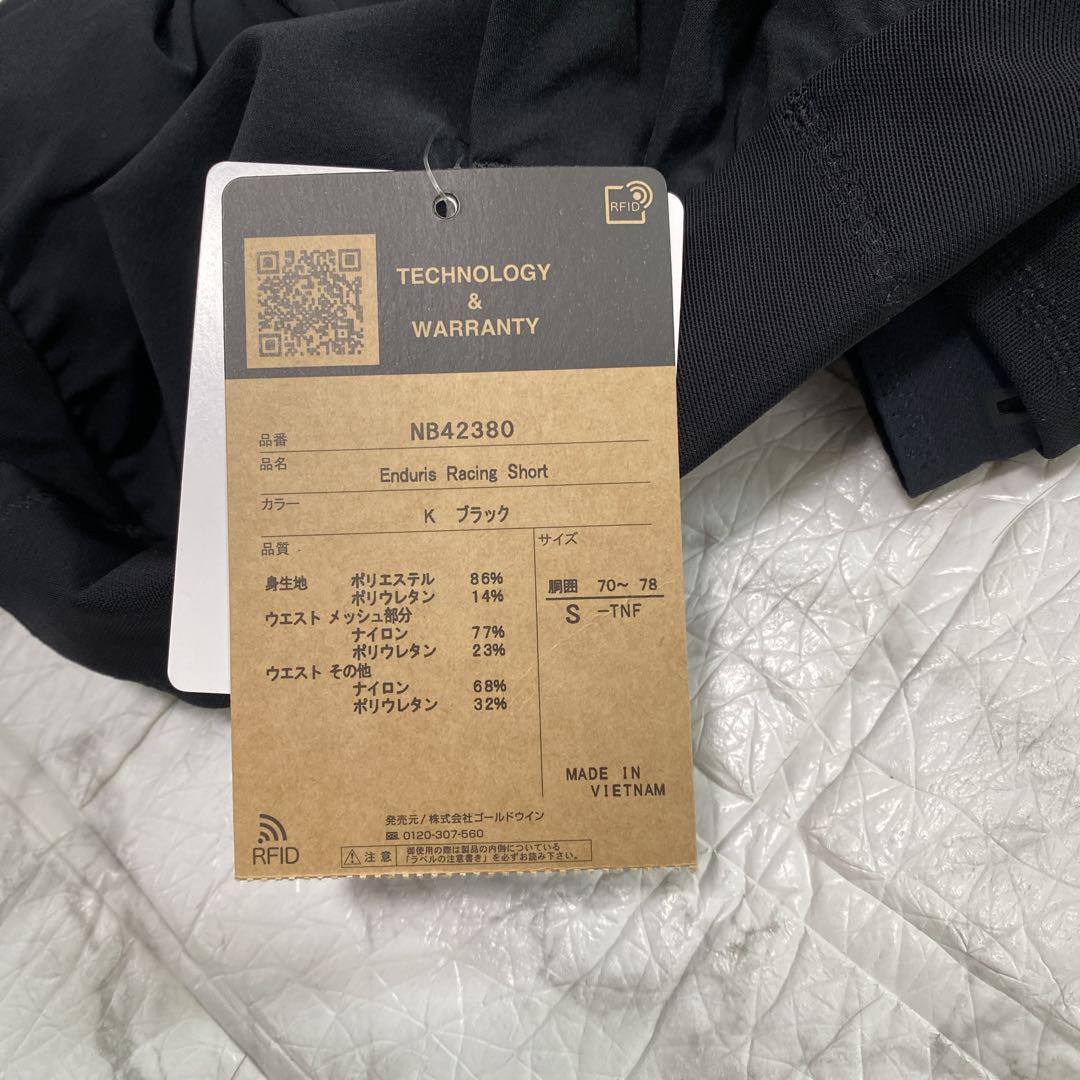 RFID
TECHNOLOGY
&
WARRANTY
品番 NB42380
品名 Enduris Racing Short
カラー K ブラック
品質
身生地 ポリエステル 86%
ポリウレタン 14%
ウエスト メッシュ部分
ナイロン 77%
ポリウレタン 23%
ウエスト その他
ナイロン 68%
ポリウレタン 32%
サイズ
胴囲 70～ 78
S -TNF
MADE IN
VIETNAM
発売元/株式会社ゴールドウイン
0120-307-560
RFID
注意 御使用の際は製品の内側についている
「ラベルの注意書き」を必ずお読み下さい。